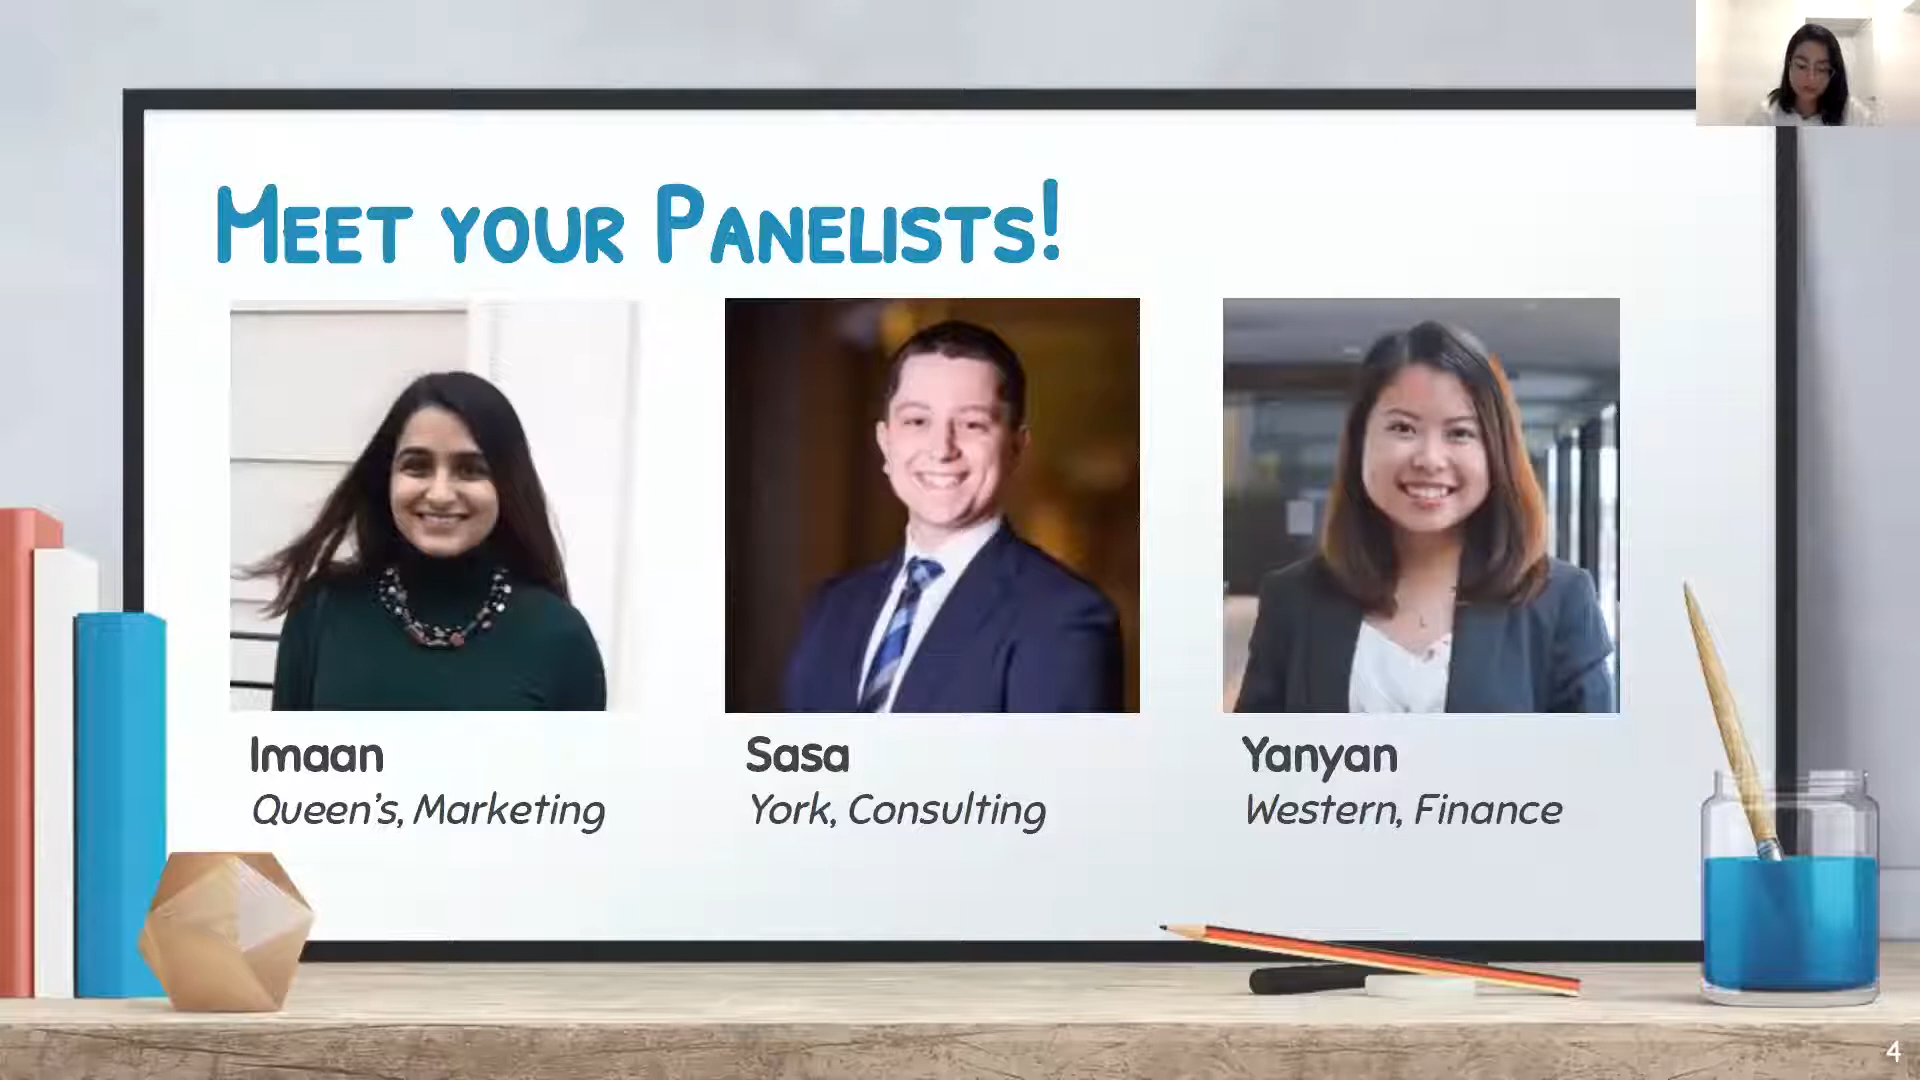 Meet your Panelists!
Imaan
Queen's, Marketing
Sasa
York, Consulting
Yanyan
Western, Finance
4